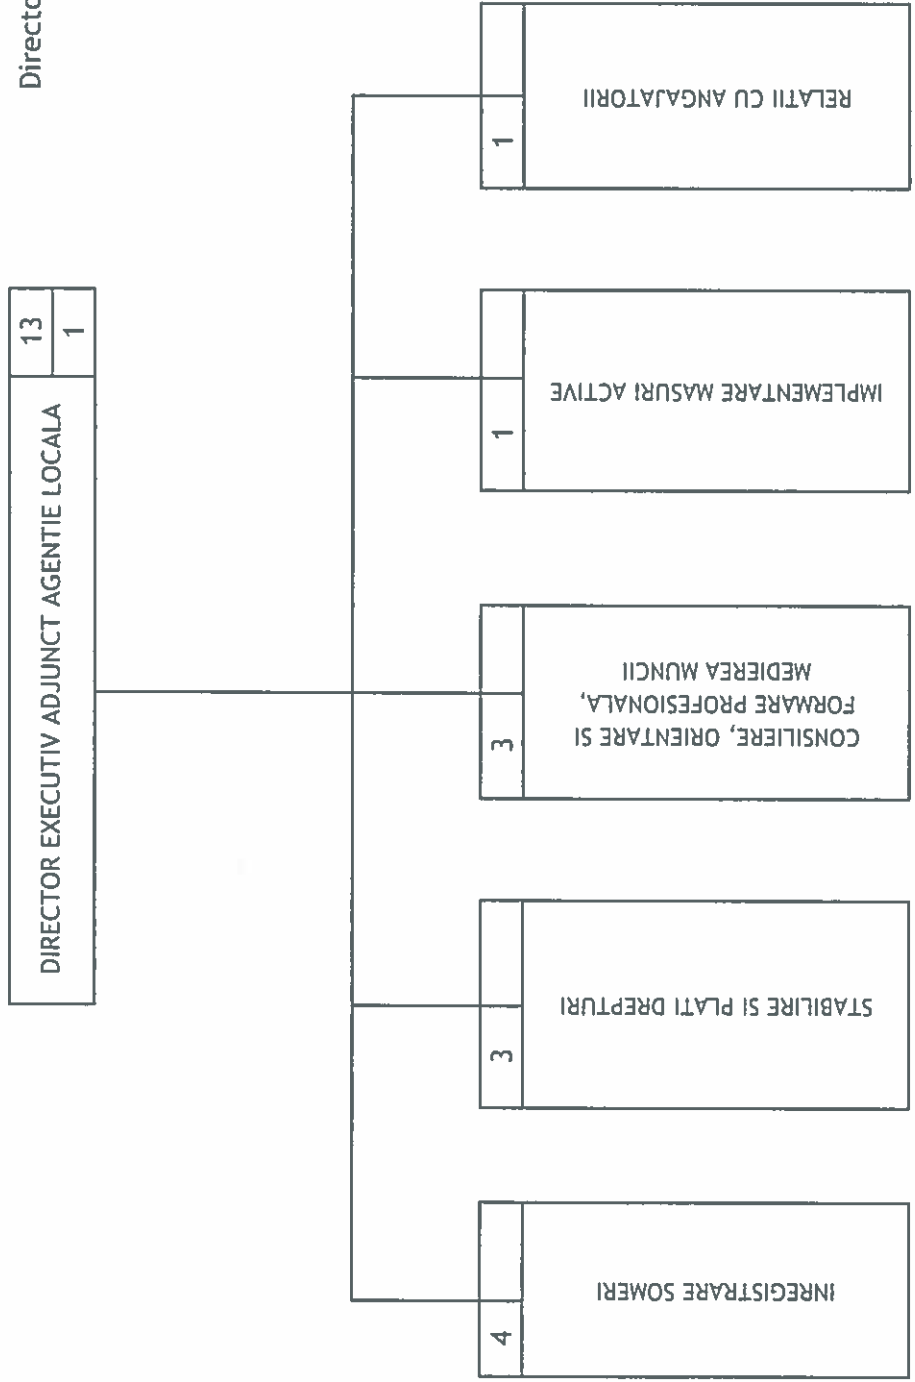 Directo
DIRECTOR EXECUTIV ADJUNCT AGENTIE LOCALA
13
1
4
INREGISTRARE SOMERI
3
STABILIRE SI PLATI DREPTURI
3
CONSILIERE, ORIENTARE SI
FORMARE PROFESIONALA,
MEDIEREA MUNCII
1
IMPLEMENTARE MASURI ACTIVE
1
RELATII CU ANGAJATORII